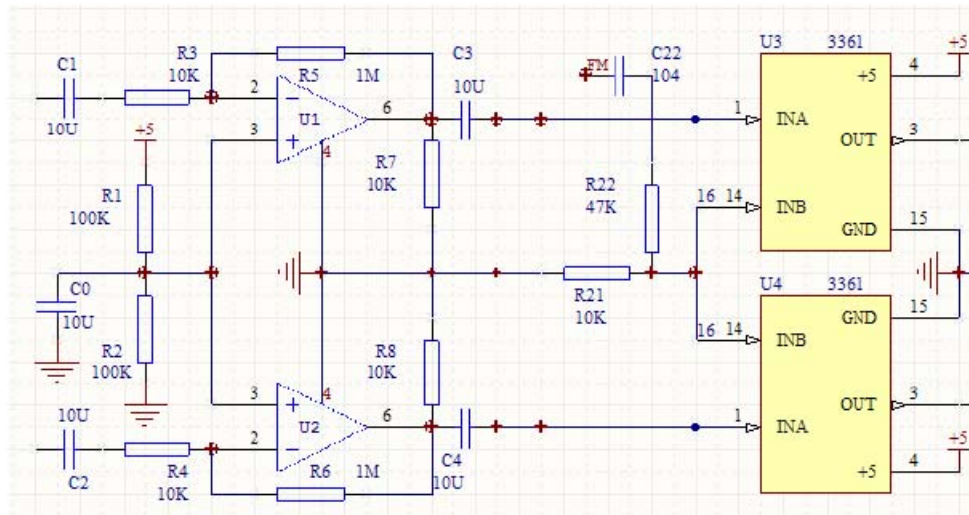 C1
10U
R3
10K
+5
R5 1M
2
3
U1
4
6
C3
10U
FM
C22
104
U3 3361
+5 4
1 INA
OUT 3
16 14 INB
GND 15
+5
R1
100K
R7
10K
R22
47K
C0
10U
R2
100K
R21
10K
R8
10K
U4 3361
GND 15
16 14 INB
OUT 3
1 INA
+5 4
+5
10U
C2
R4
10K
3
2
U2
4
6
R6 1M
C4
10U